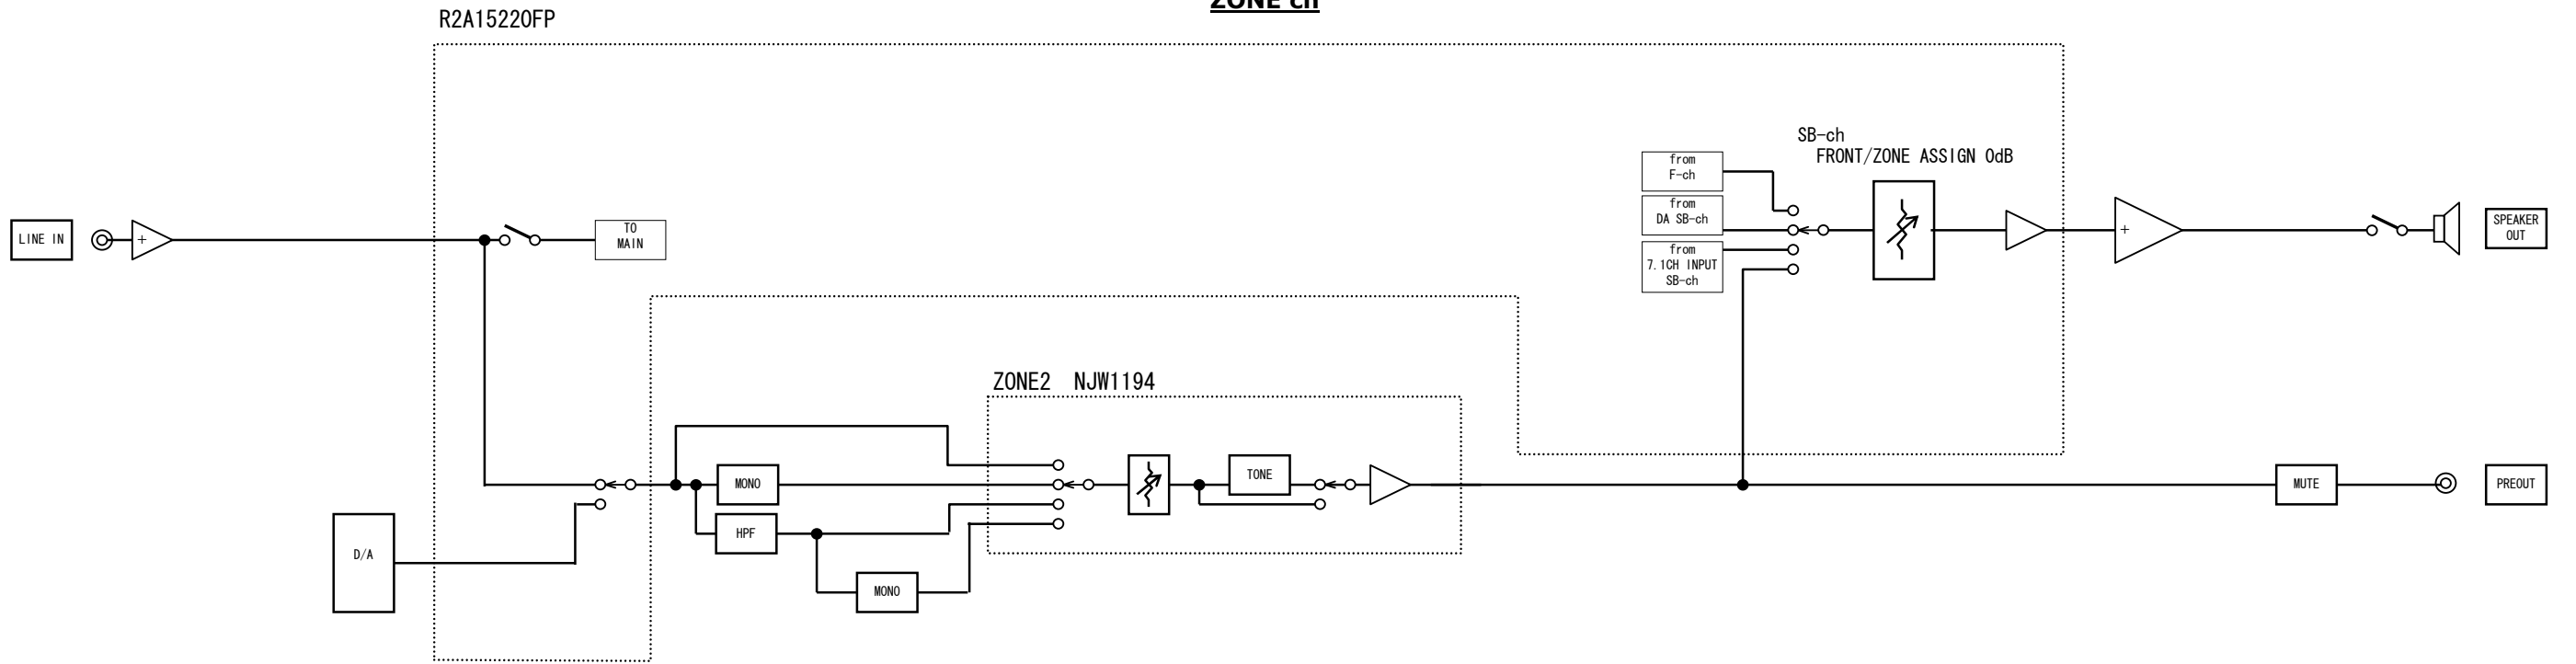 ZONE ch
R2A15220FP
SB-ch
FRONT/ZONE ASSIGN 0dB
from
F-ch
from
DA SB-ch
from
7.1CH INPUT
SB-ch
LINE IN
+
TO
MAIN
+
SPEAKER
OUT
ZONE2 NJW1194
MONO
TONE
MUTE
PREOUT
HPF
D/A
MONO